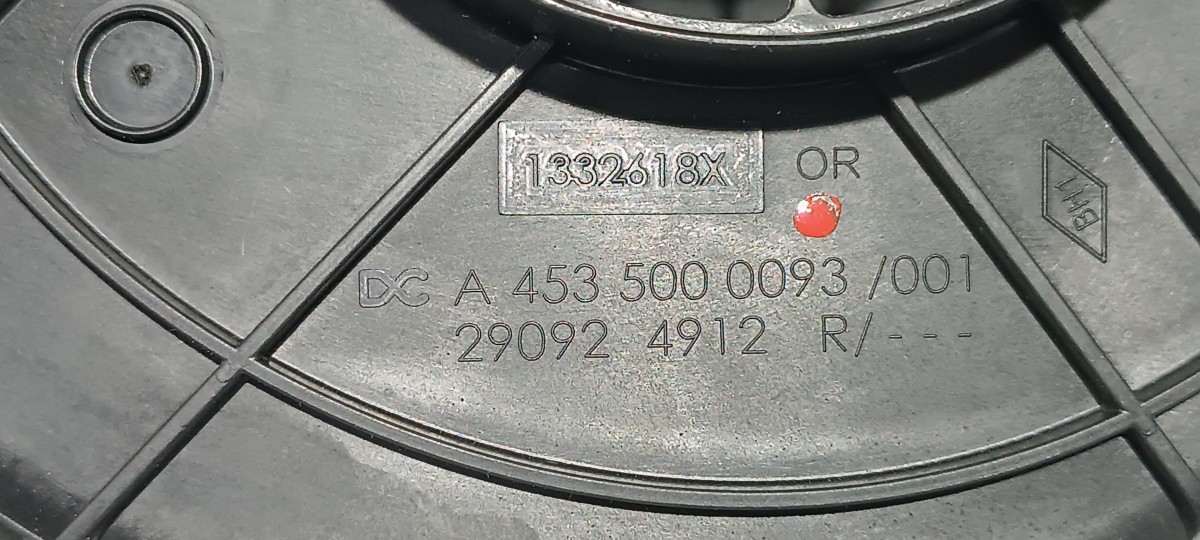 1332618X OR
DC A 453 500 0093 /001
29092 4912 R/---
BH1